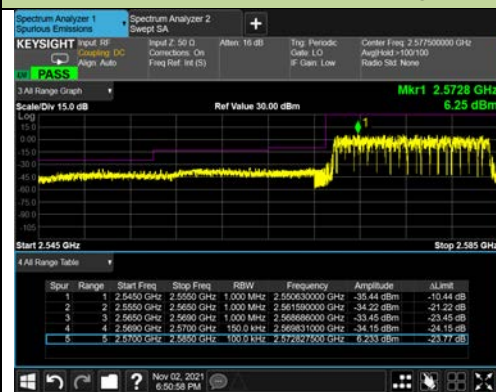 Spectrum Analyzer 1
Spurious Emissions
Spectrum Analyzer 2
Swept SA
+
KEYSIGHT
Input: RF
Coupling: DC
Align: Auto
Input Z: 50 Ω
Corrections: On
Freq Ref: Int (S)
Atten: 16 dB
Trig: Periodic
Gate: LO
IF Gain: Low
Center Freq: 2.577500000 GHz
Avg|Hold:>100/100
Radio Std: None
PASS
3 All Range Graph
Mkr1 2.5728 GHz
Scale/Div 15.0 dB
Ref Value 30.00 dBm
6.25 dBm
Log
15.0
0.00
-15.0
-30.0
-45.0
-60.0
-75.0
-90.0
-105
1
Start 2.545 GHz
Stop 2.585 GHz
4 All Range Table
Spur Range Start Freq Stop Freq RBW Frequency Amplitude ΔLimit
1 1 2.5450 GHz 2.5550 GHz 1.000 MHz 2.550630000 GHz -35.44 dBm -10.44 dB
2 2 2.5550 GHz 2.5650 GHz 1.000 MHz 2.561590000 GHz -34.22 dBm -21.22 dB
3 3 2.5650 GHz 2.5690 GHz 1.000 MHz 2.568686000 GHz -33.45 dBm -23.45 dB
4 4 2.5690 GHz 2.5700 GHz 150.0 kHz 2.569831000 GHz -34.15 dBm -24.15 dB
5 5 2.5700 GHz 2.5850 GHz 100.0 kHz 2.572827500 GHz 6.233 dBm -23.77 dB
Nov 02, 2021
6:50:58 PM